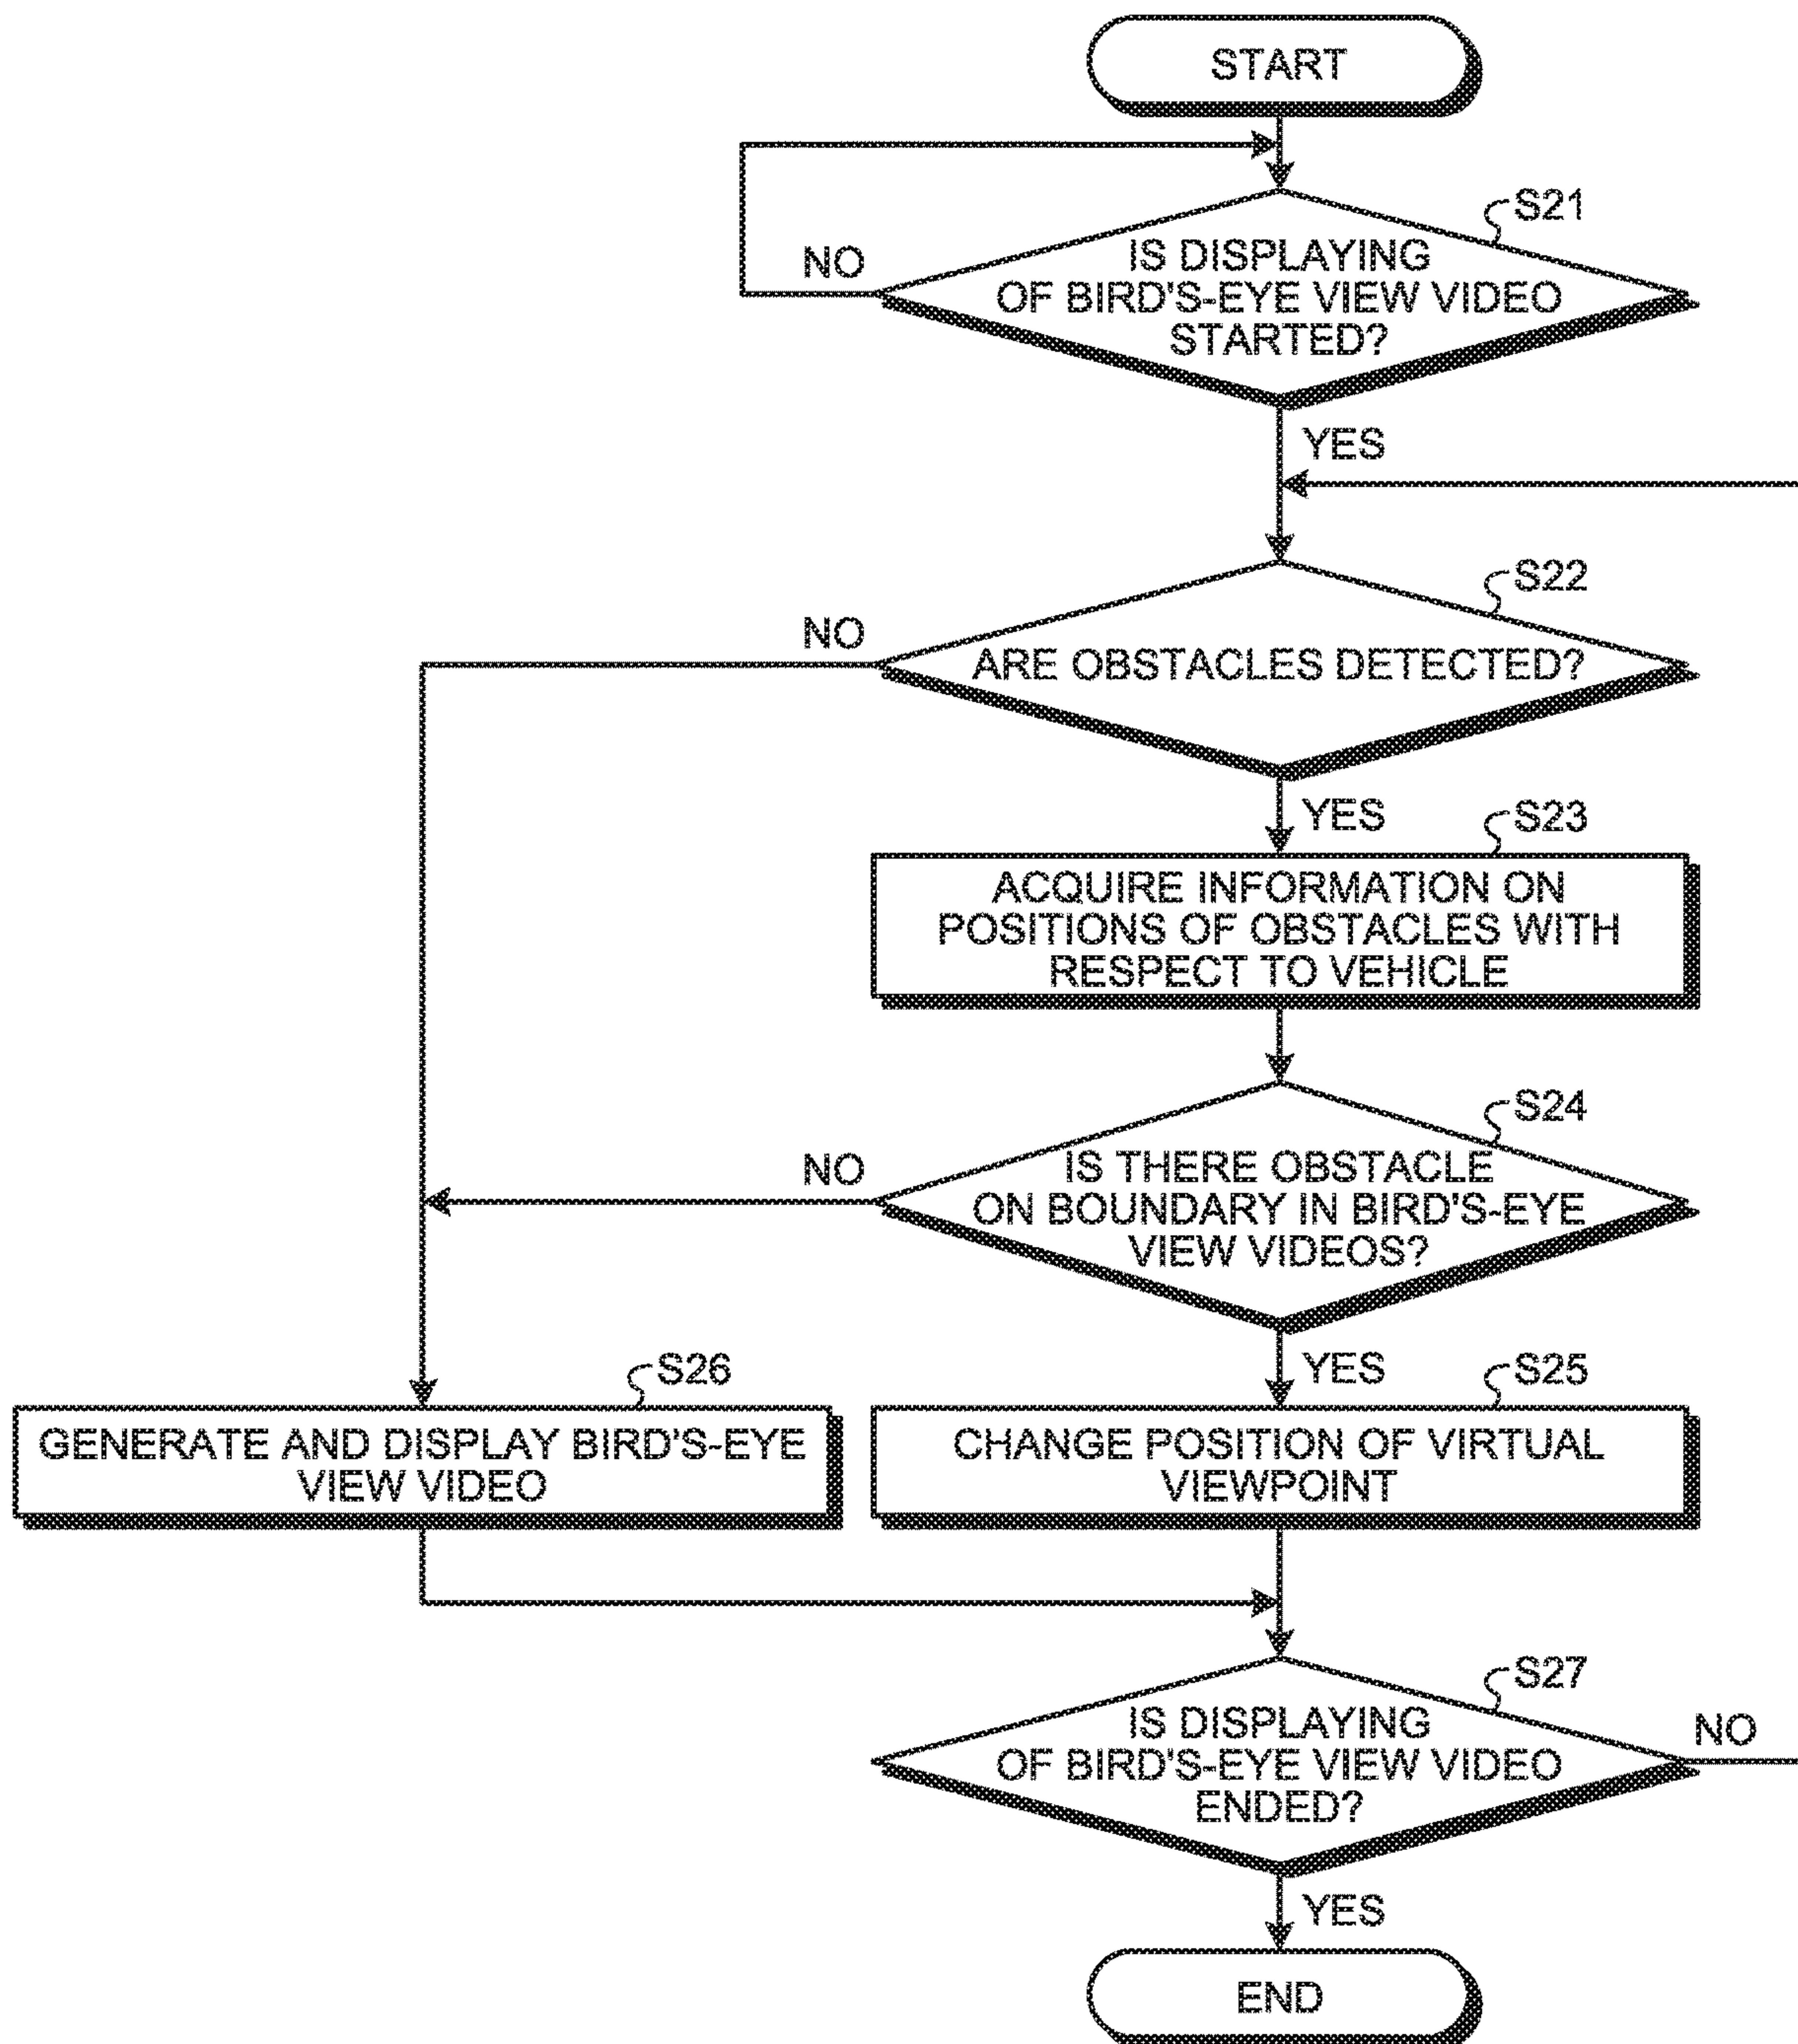 START
S21
NO
IS DISPLAYING
OF BIRD'S-EYE VIEW VIDEO
STARTED?
YES
S22
NO
ARE OBSTACLES DETECTED?
YES
S23
ACQUIRE INFORMATION ON
POSITIONS OF OBSTACLES WITH
RESPECT TO VEHICLE
S24
NO
IS THERE OBSTACLE
ON BOUNDARY IN BIRD'S-EYE
VIEW VIDEOS?
YES
S26
S25
GENERATE AND DISPLAY BIRD'S-EYE
VIEW VIDEO
CHANGE POSITION OF VIRTUAL
VIEWPOINT
S27
IS DISPLAYING
OF BIRD'S-EYE VIEW VIDEO
ENDED?
NO
YES
END